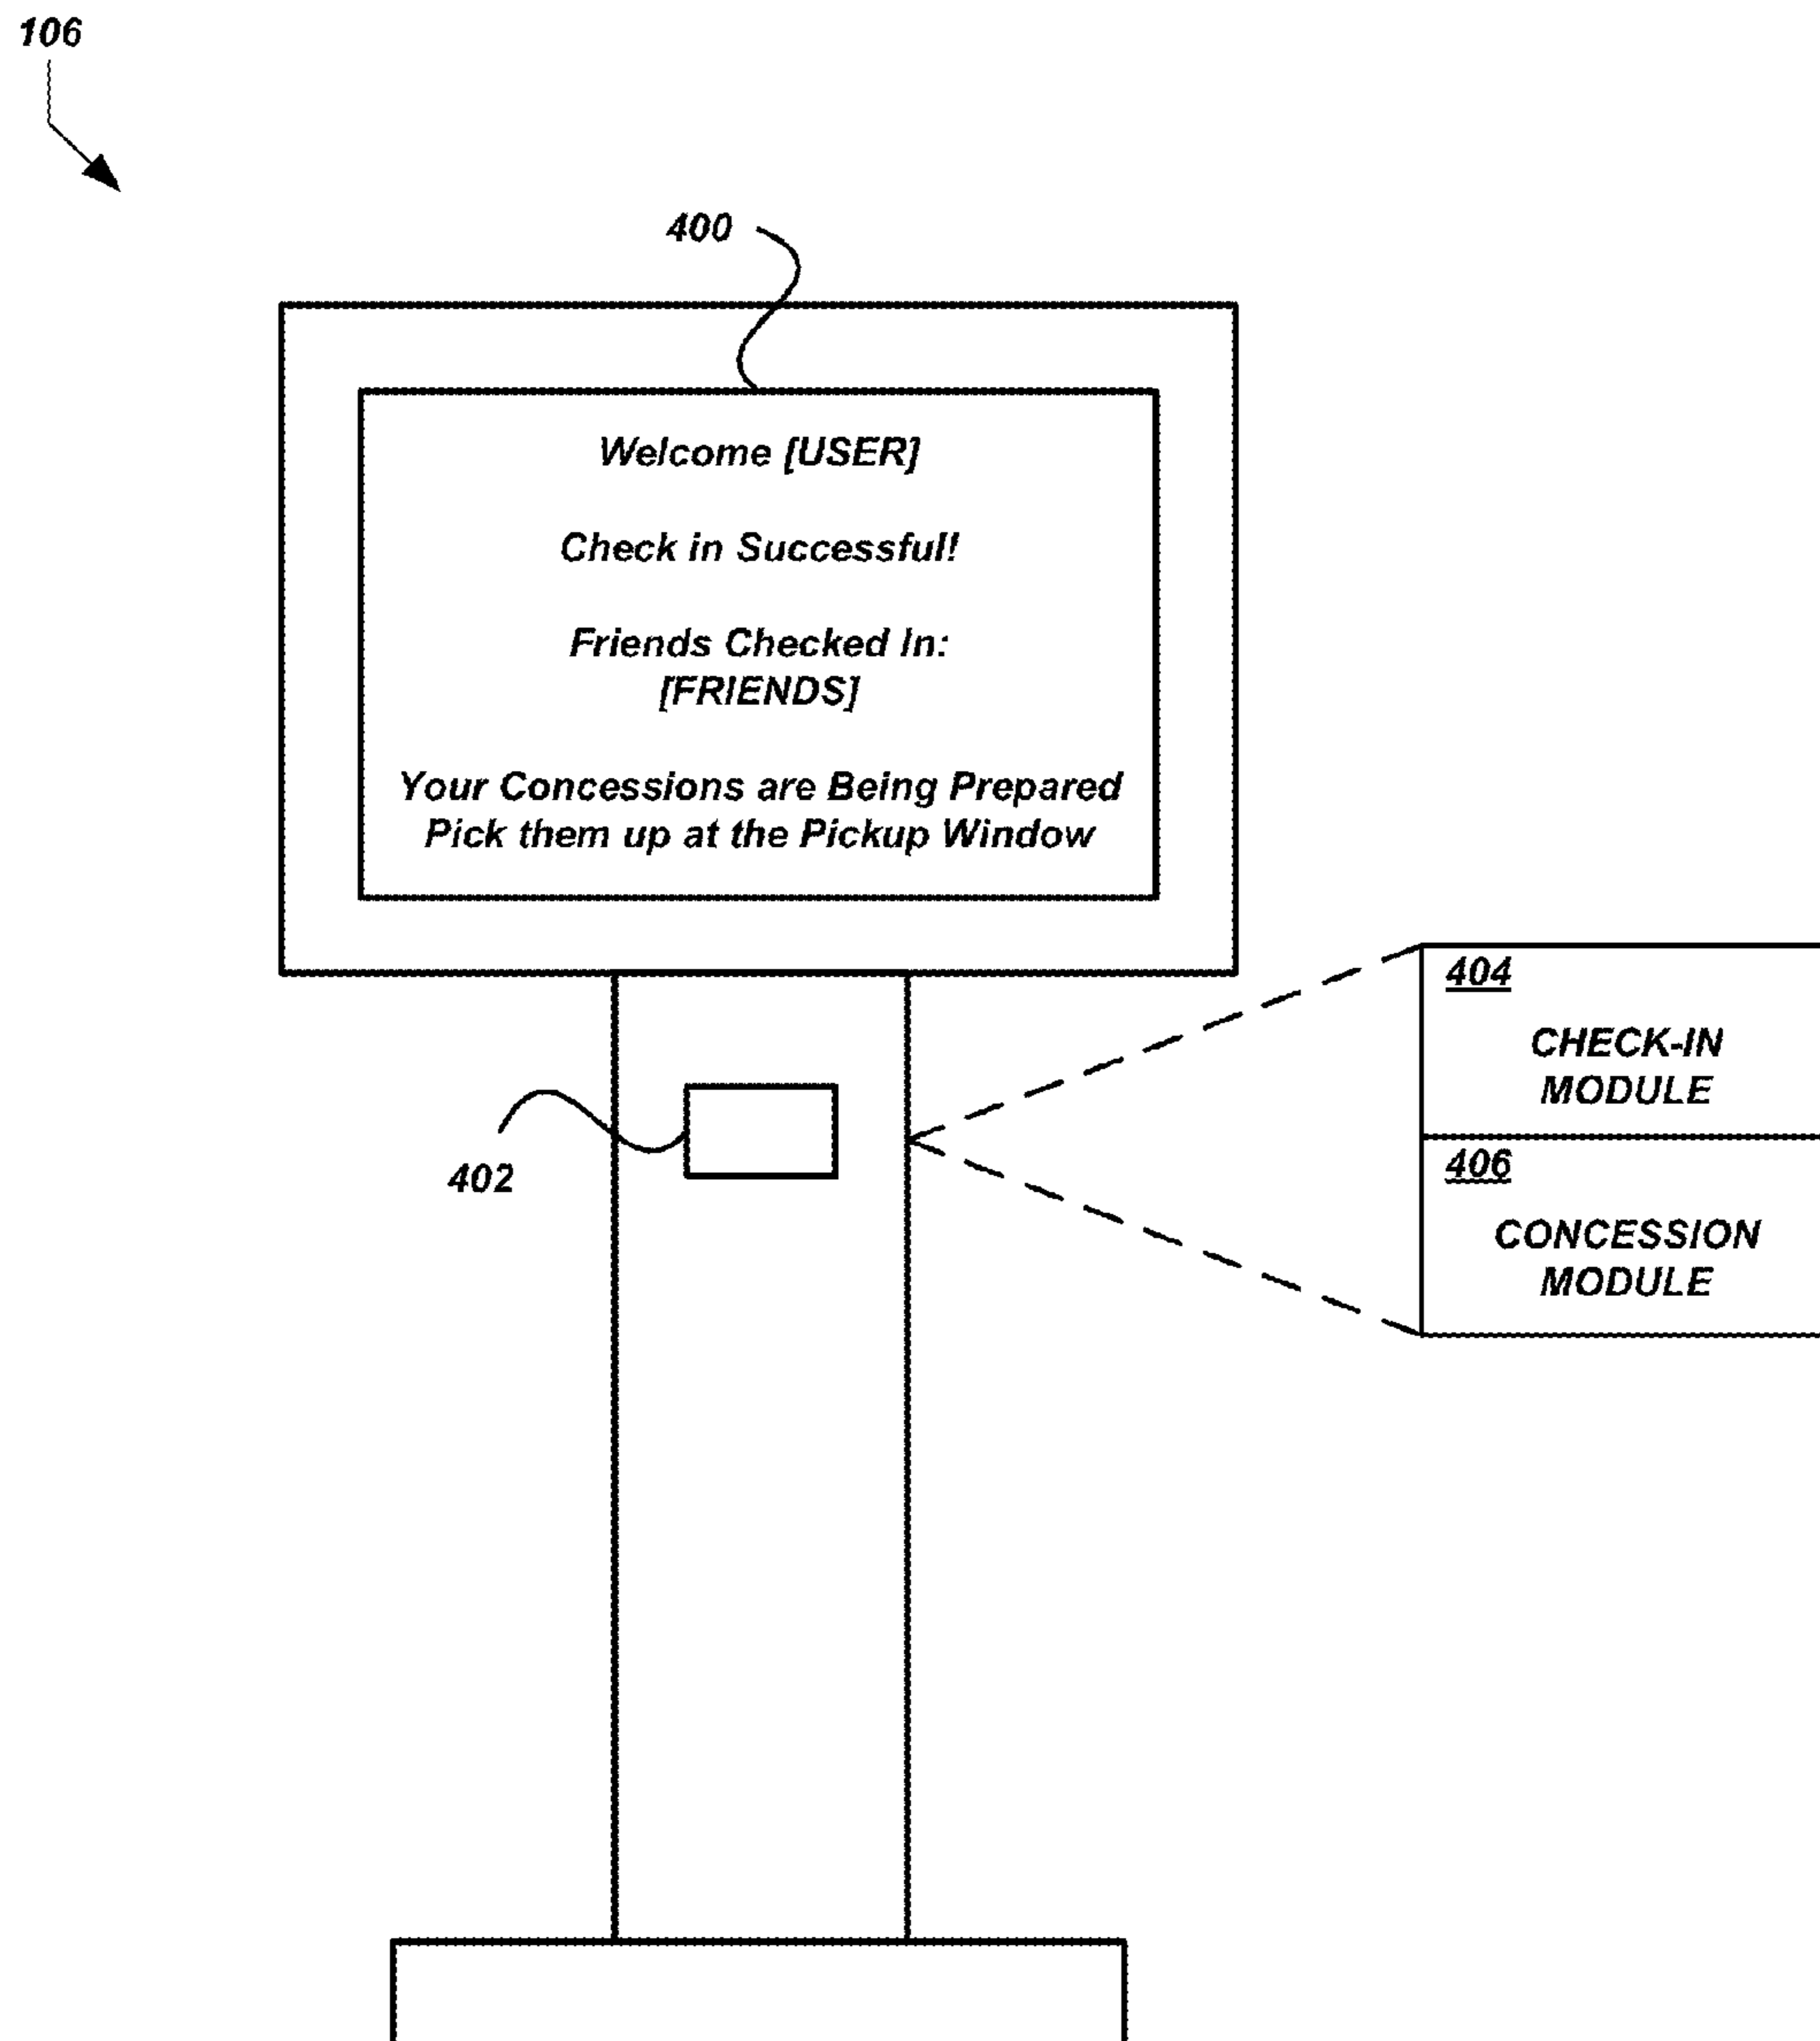 106
400
Welcome [USER]
Check in Successful!
Friends Checked In:
[FRIENDS]
Your Concessions are Being Prepared
Pick them up at the Pickup Window
404
CHECK-IN
MODULE
402
406
CONCESSION
MODULE